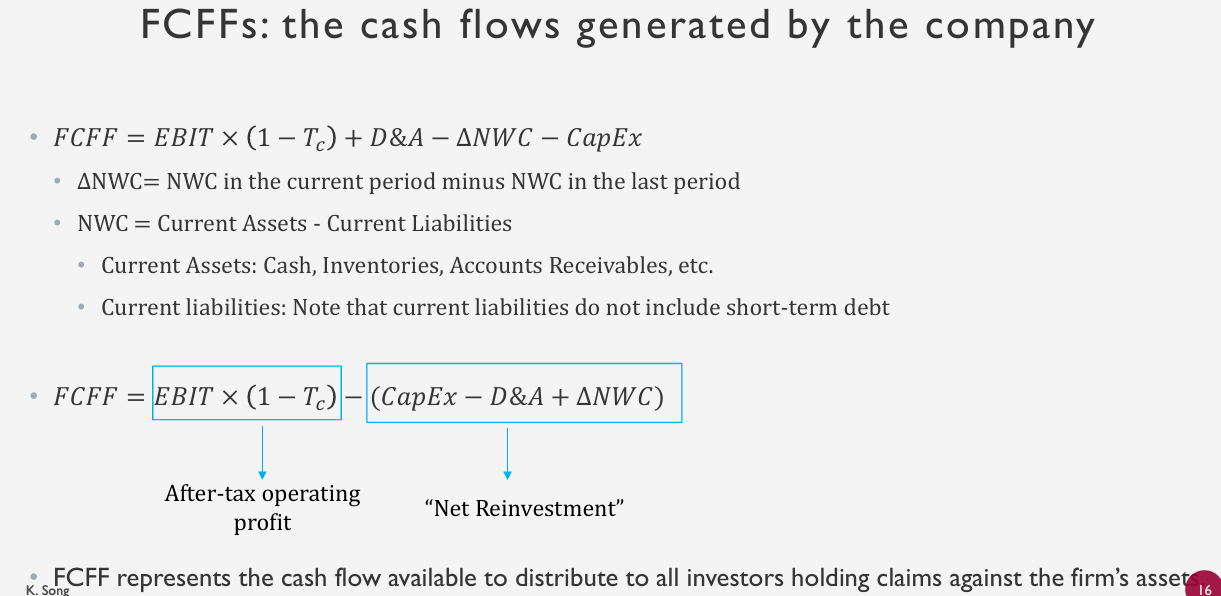 FCFFs: the cash flows generated by the company
• FCFF = EBIT × (1 − T_c) + D&A − ΔNWC − CapEx
• ΔNWC= NWC in the current period minus NWC in the last period
• NWC = Current Assets - Current Liabilities
• Current Assets: Cash, Inventories, Accounts Receivables, etc.
• Current liabilities: Note that current liabilities do not include short-term debt
• FCFF = EBIT × (1 − T_c) − (CapEx − D&A + ΔNWC)
After-tax operating
profit
“Net Reinvestment”
• FCFF represents the cash flow available to distribute to all investors holding claims against the firm’s assets
K. Song
16